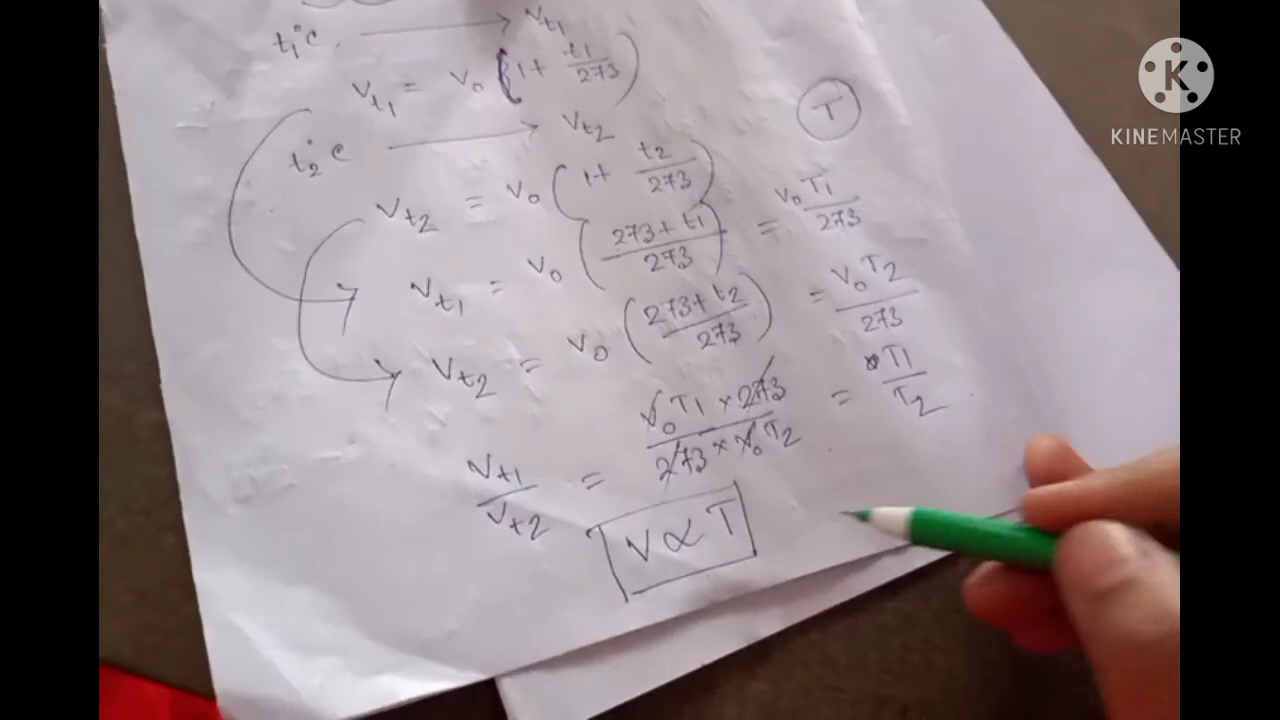 t₁°c. → Vt₁
Vt₁ = V₀ (1 + t₁/273)
t₂°c → Vt₂
Vt₂ = V₀ (1 + t₂/273)
Vt₁ = V₀ (273 + t₁/273) = V₀T₁/273
Vt₂ = V₀ (273 + t₂/273) = V₀T₂/273
Vt₁/Vt₂ = V₀T₁ × 273/273 × V₀T₂ = T₁/T₂
V ∝ T
T
K
KINEMASTER